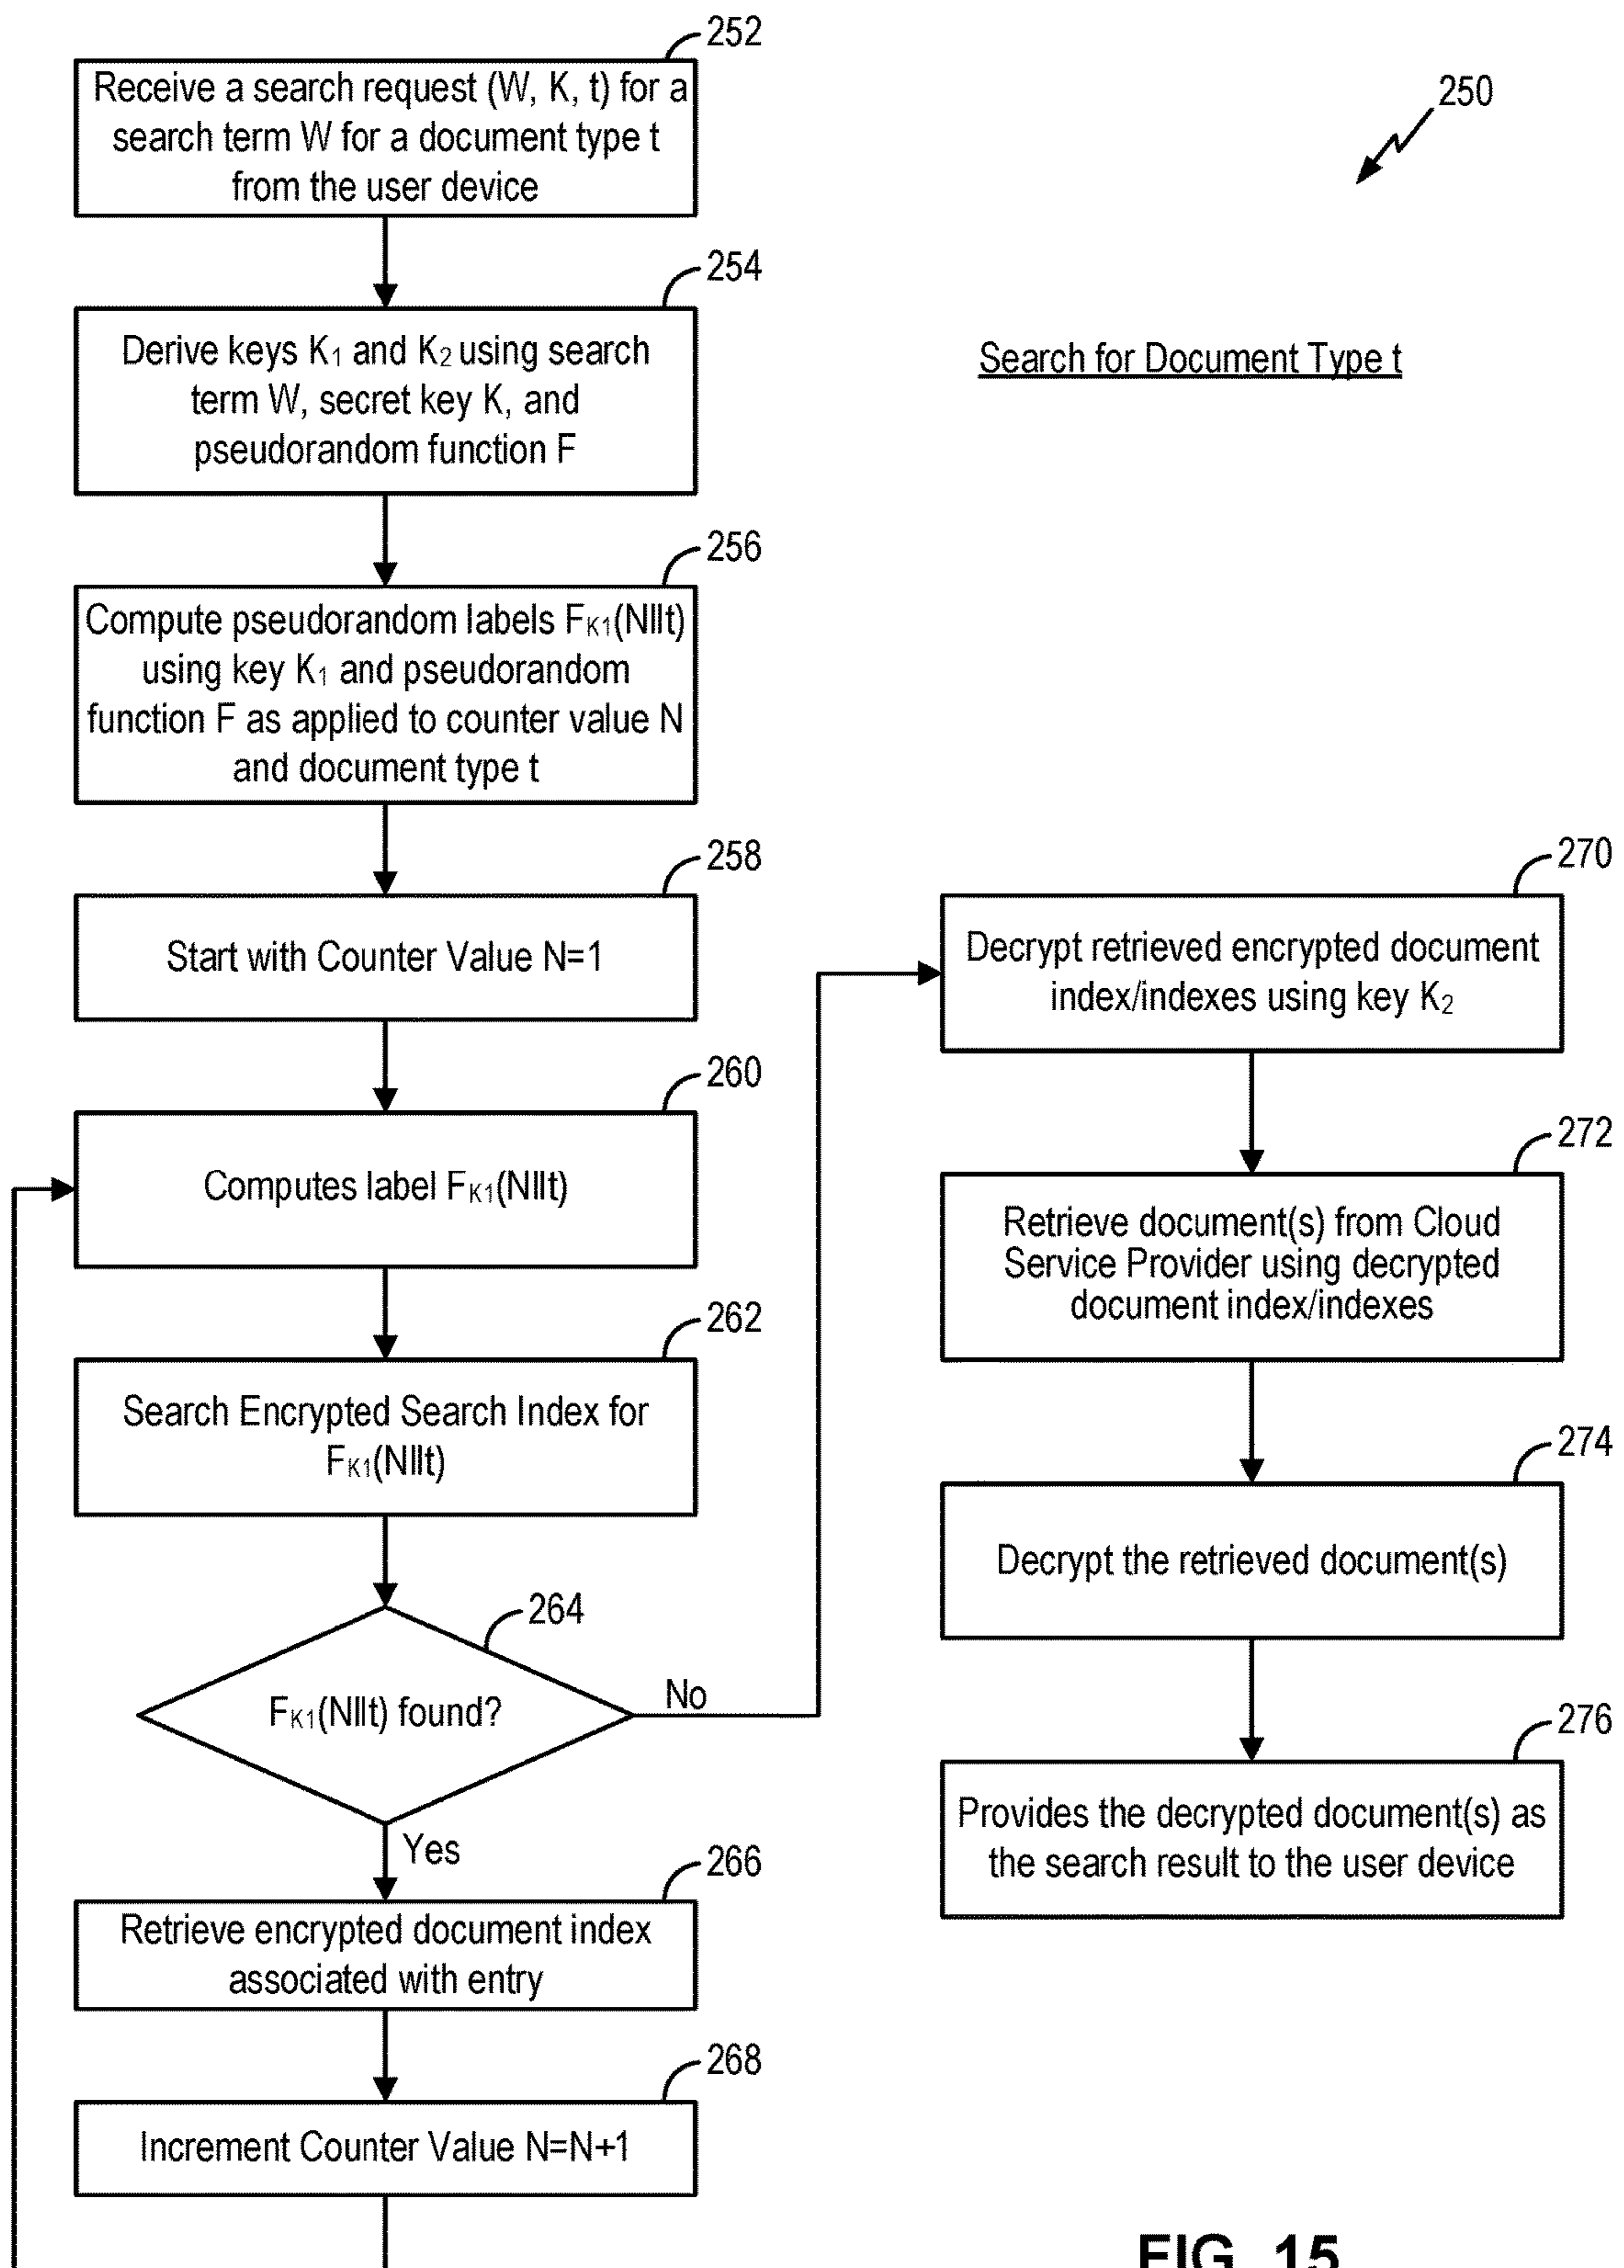 252
Receive a search request (W, K, t) for a
search term W for a document type t
from the user device
250
254
Derive keys K₁ and K₂ using search
term W, secret key K, and
pseudorandom function F
Search for Document Type t
256
Compute pseudorandom labels F_K1(N||t)
using key K₁ and pseudorandom
function F as applied to counter value N
and document type t
258
Start with Counter Value N=1
260
Computes label F_K1(N||t)
262
Search Encrypted Search Index for
F_K1(N||t)
264
F_K1(N||t) found?
No
Yes
266
Retrieve encrypted document index
associated with entry
268
Increment Counter Value N=N+1
270
Decrypt retrieved encrypted document
index/indexes using key K₂
272
Retrieve document(s) from Cloud
Service Provider using decrypted
document index/indexes
274
Decrypt the retrieved document(s)
276
Provides the decrypted document(s) as
the search result to the user device
FIG. 15